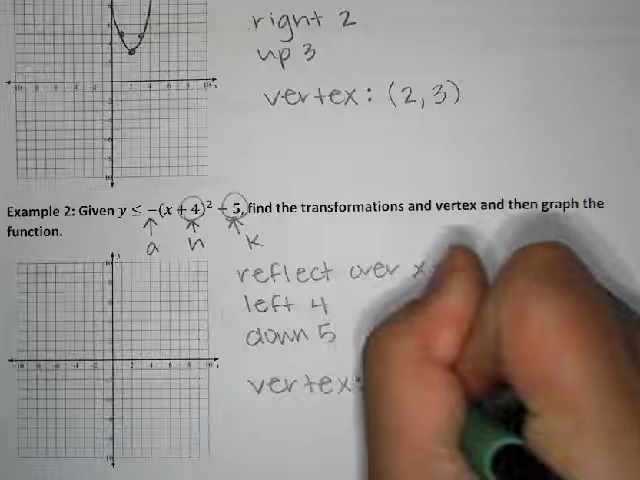 right 2
up 3
vertex: (2,3)
Example 2: Given y ≤ −(x + 4)² − 5, find the transformations and vertex and then graph the
function.
a h k
reflect over x
left 4
down 5
vertex: